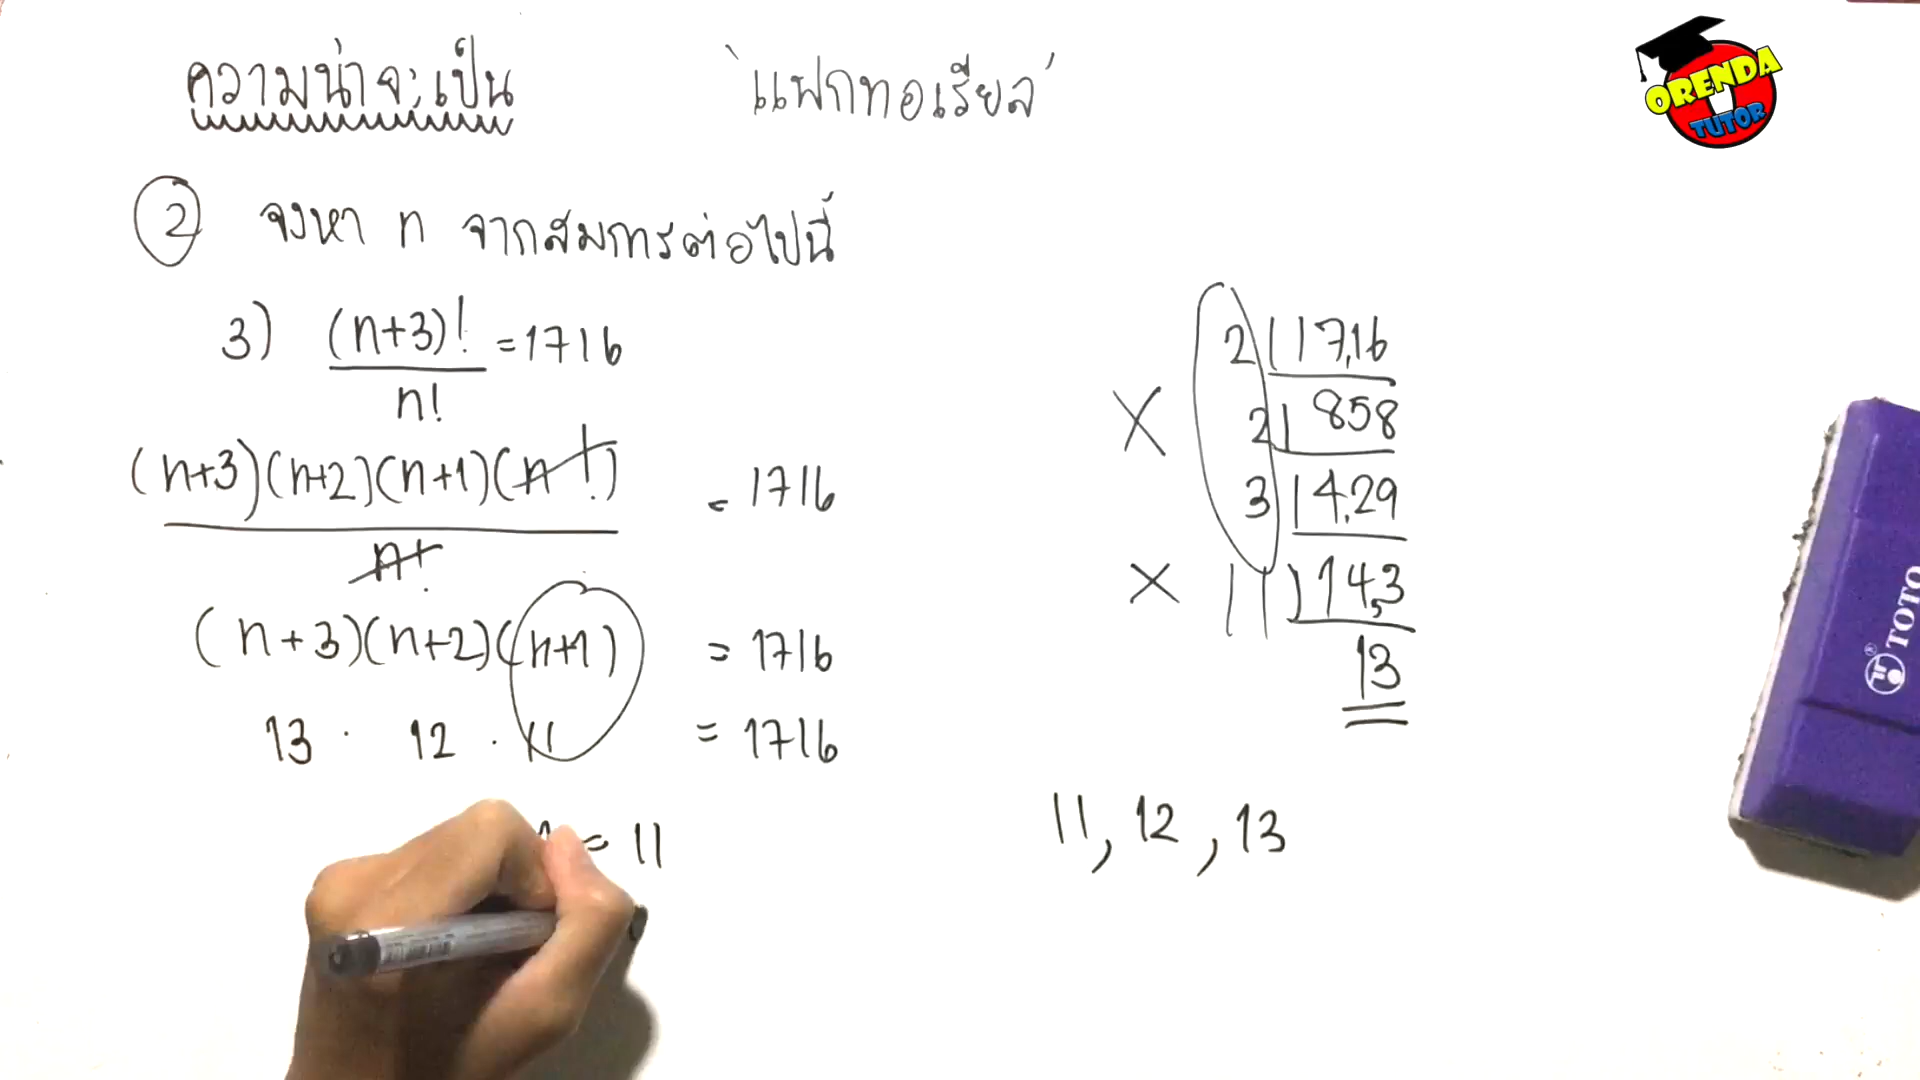 ความน่าจะเป็น
"แฟกทอเรียล"
ORENDA
TUTOR
2 จงหา n จากสมการต่อไปนี้
3) (n+3)! = 1716
n!
(n+3)(n+2)(n+1)(n!) = 1716
n!
(n+3)(n+2)(n+1) = 1716
13 · 12 · 11 = 1716
= 11
2 1716
2 858
3 429
11 143
13
X
X
11, 12, 13
TOTO